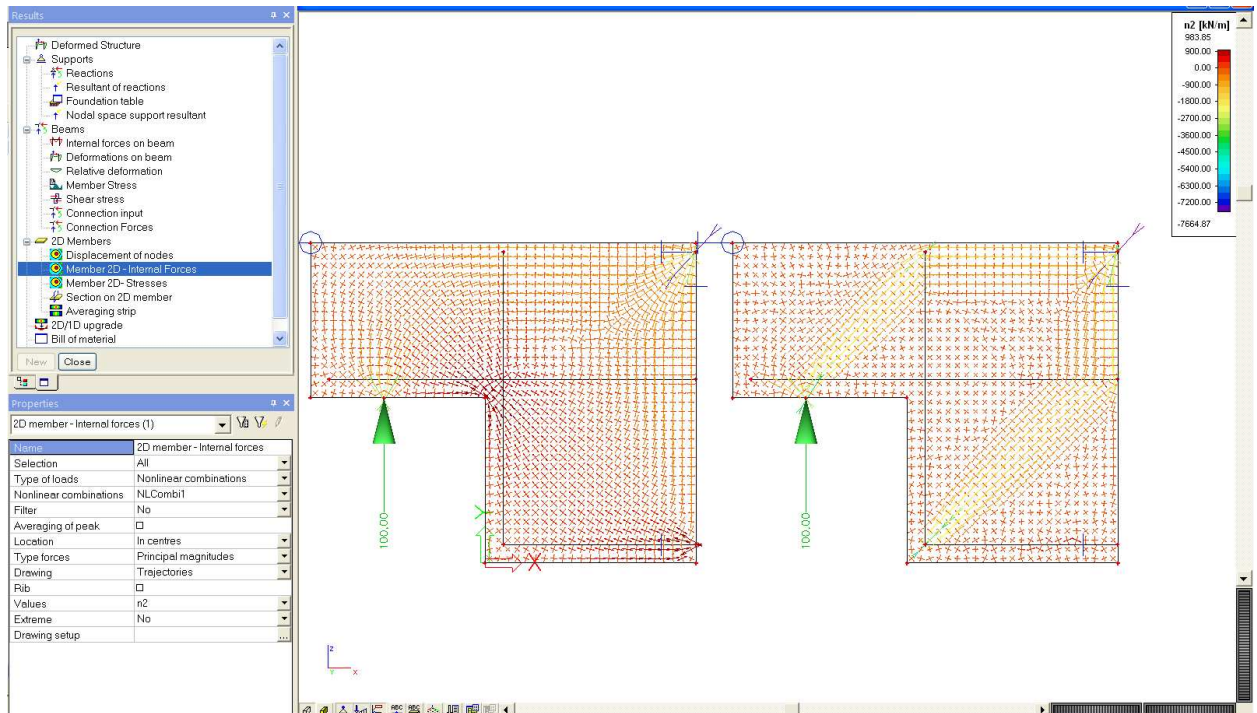 Results
Deformed Structure
Supports
Reactions
Resultant of reactions
Foundation table
Nodal space support resultant
Beams
Internal forces on beam
Deformations on beam
Relative deformation
Member Stress
Shear stress
Connection input
Connection Forces
2D Members
Displacement of nodes
Member 2D - Internal Forces
Member 2D- Stresses
Section on 2D member
Averaging strip
2D/1D upgrade
Bill of material
New Close
Properties
2D member - Internal forces (1)
Name 2D member - Internal forces
Selection All
Type of loads Nonlinear combinations
Nonlinear combinations NLCombi1
Filter No
Averaging of peak
Location In centres
Type forces Principal magnitudes
Drawing Trajectories
Rib
Values n2
Extreme No
Drawing setup ...
n2 [kN/m]
983.85
900.00
0.00
-900.00
-1800.00
-2700.00
-3600.00
-4500.00
-5400.00
-6300.00
-7200.00
-7664.87
100.00
100.00
Y
X
z
Y x